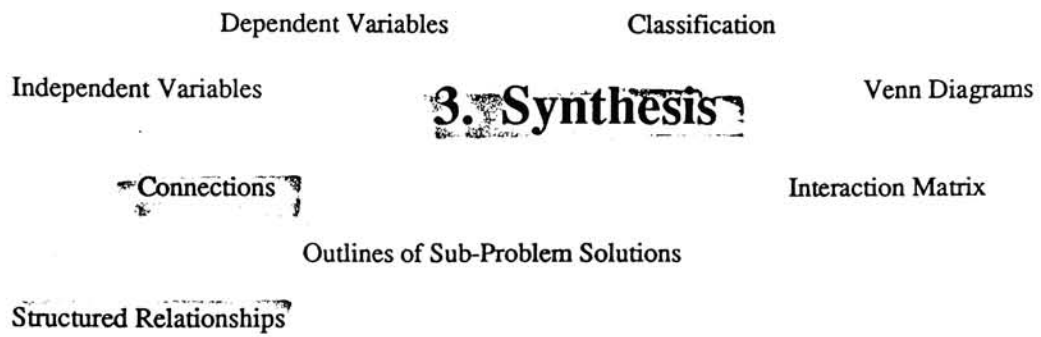 Dependent Variables Classification
Independent Variables 3. Synthesis Venn Diagrams
Connections Interaction Matrix
Outlines of Sub-Problem Solutions
Structured Relationships